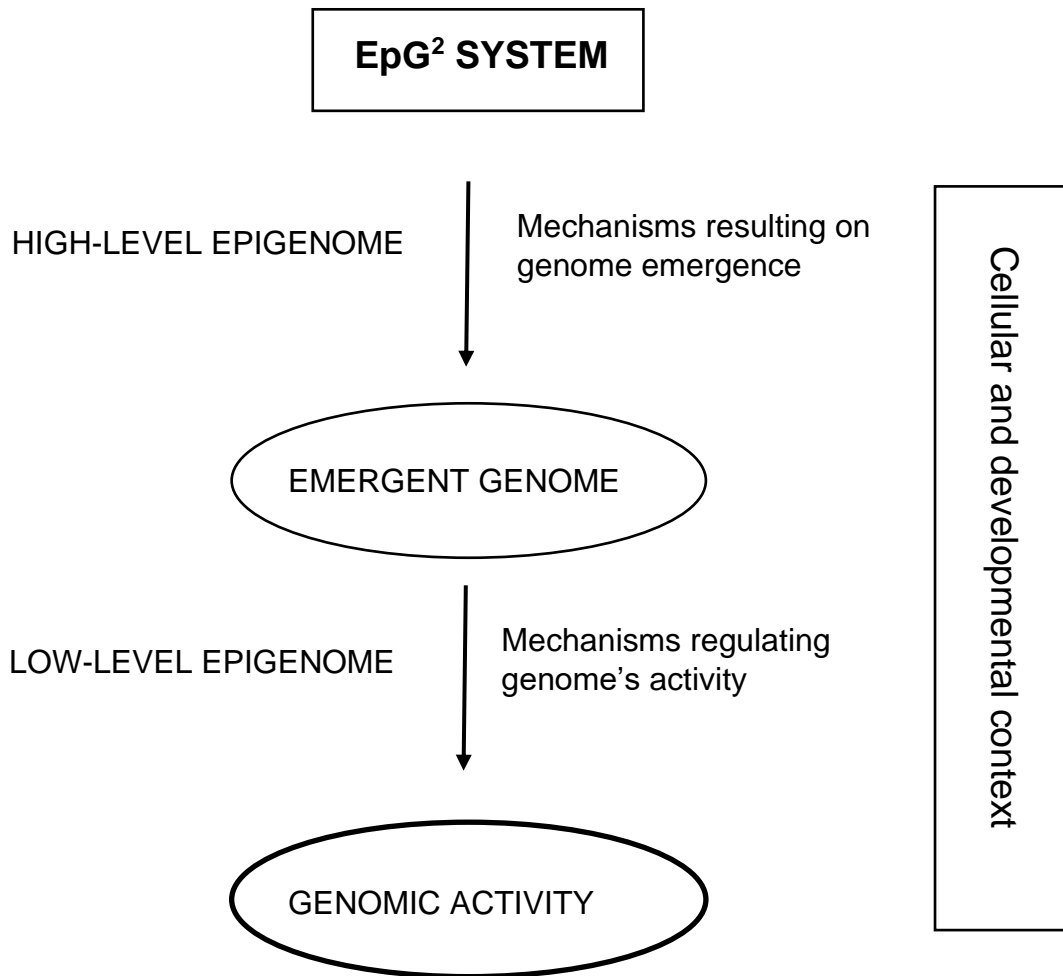 EpG² SYSTEM
HIGH-LEVEL EPIGENOME
Mechanisms resulting on
genome emergence
EMERGENT GENOME
LOW-LEVEL EPIGENOME
Mechanisms regulating
genome's activity
GENOMIC ACTIVITY
Cellular and developmental context